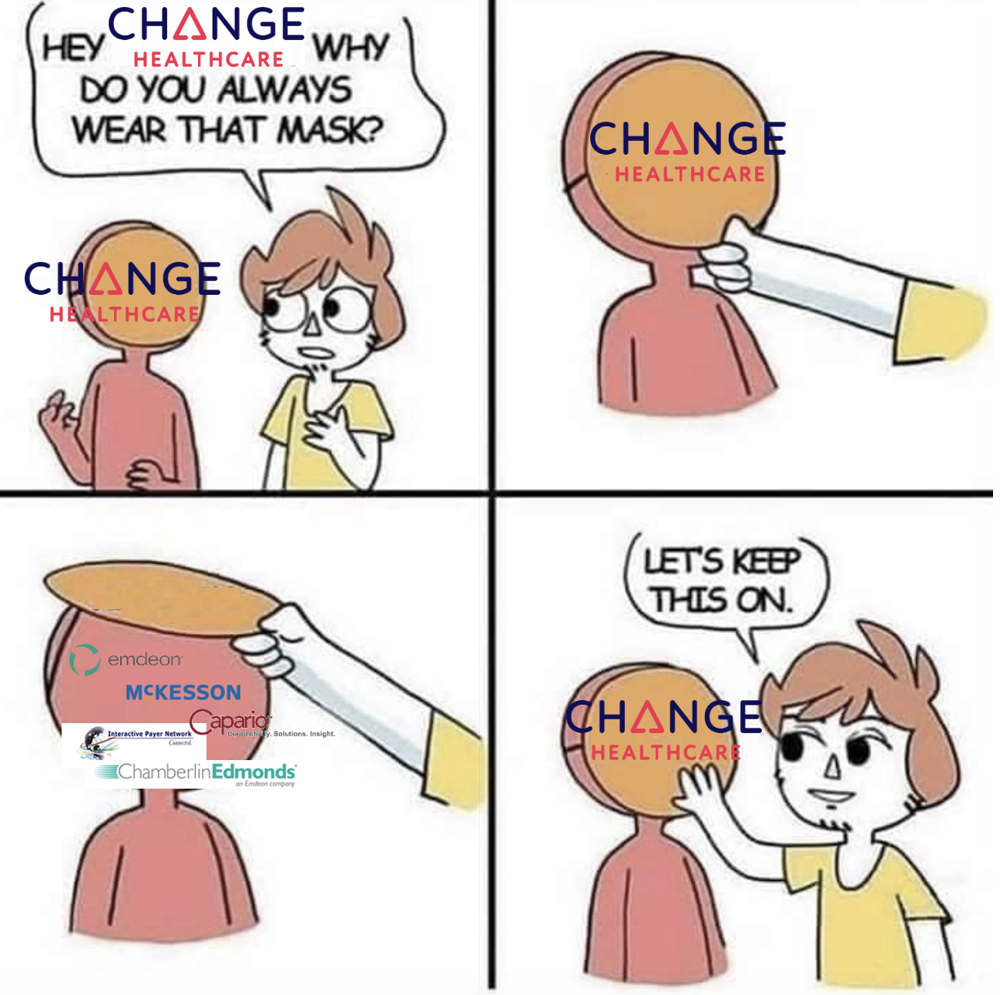 HEY CHANGE HEALTHCARE WHY
DO YOU ALWAYS
WEAR THAT MASK?
CHANGE
HEALTHCARE
CHANGE
HEALTHCARE
emdeon
MCKESSON
Capario
Connectivity. Solutions. Insight.
Interactive Payer Network
Connected.
ChamberlinEdmonds
an Emdeon company
LET'S KEEP
THIS ON.
CHANGE
HEALTHCARE